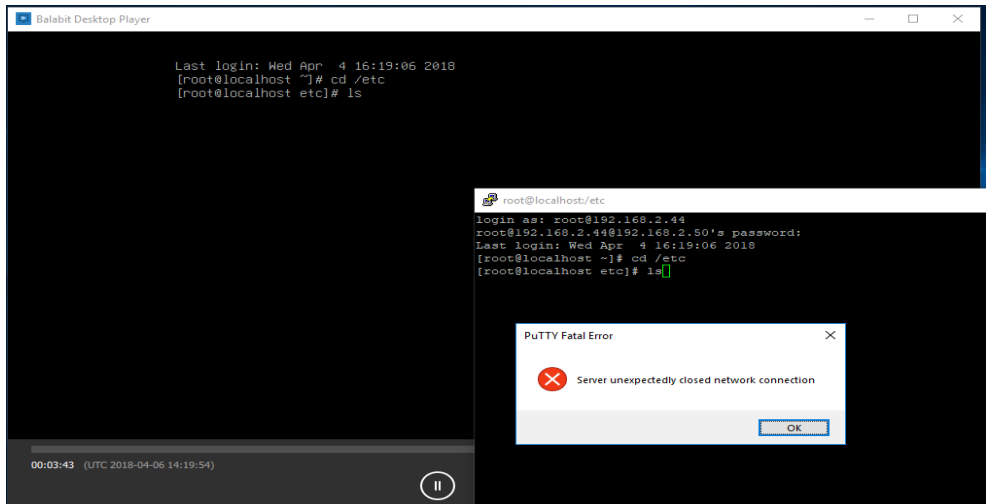 Balabit Desktop Player
Last login: Wed Apr  4 16:19:06 2018
[root@localhost ~]# cd /etc
[root@localhost etc]# ls
root@localhost:/etc
login as: root@192.168.2.44
root@192.168.2.44@192.168.2.50's password:
Last login: Wed Apr  4 16:19:06 2018
[root@localhost ~]# cd /etc
[root@localhost etc]# ls
PuTTY Fatal Error
Server unexpectedly closed network connection
OK
00:03:43 (UTC 2018-04-06 14:19:54)